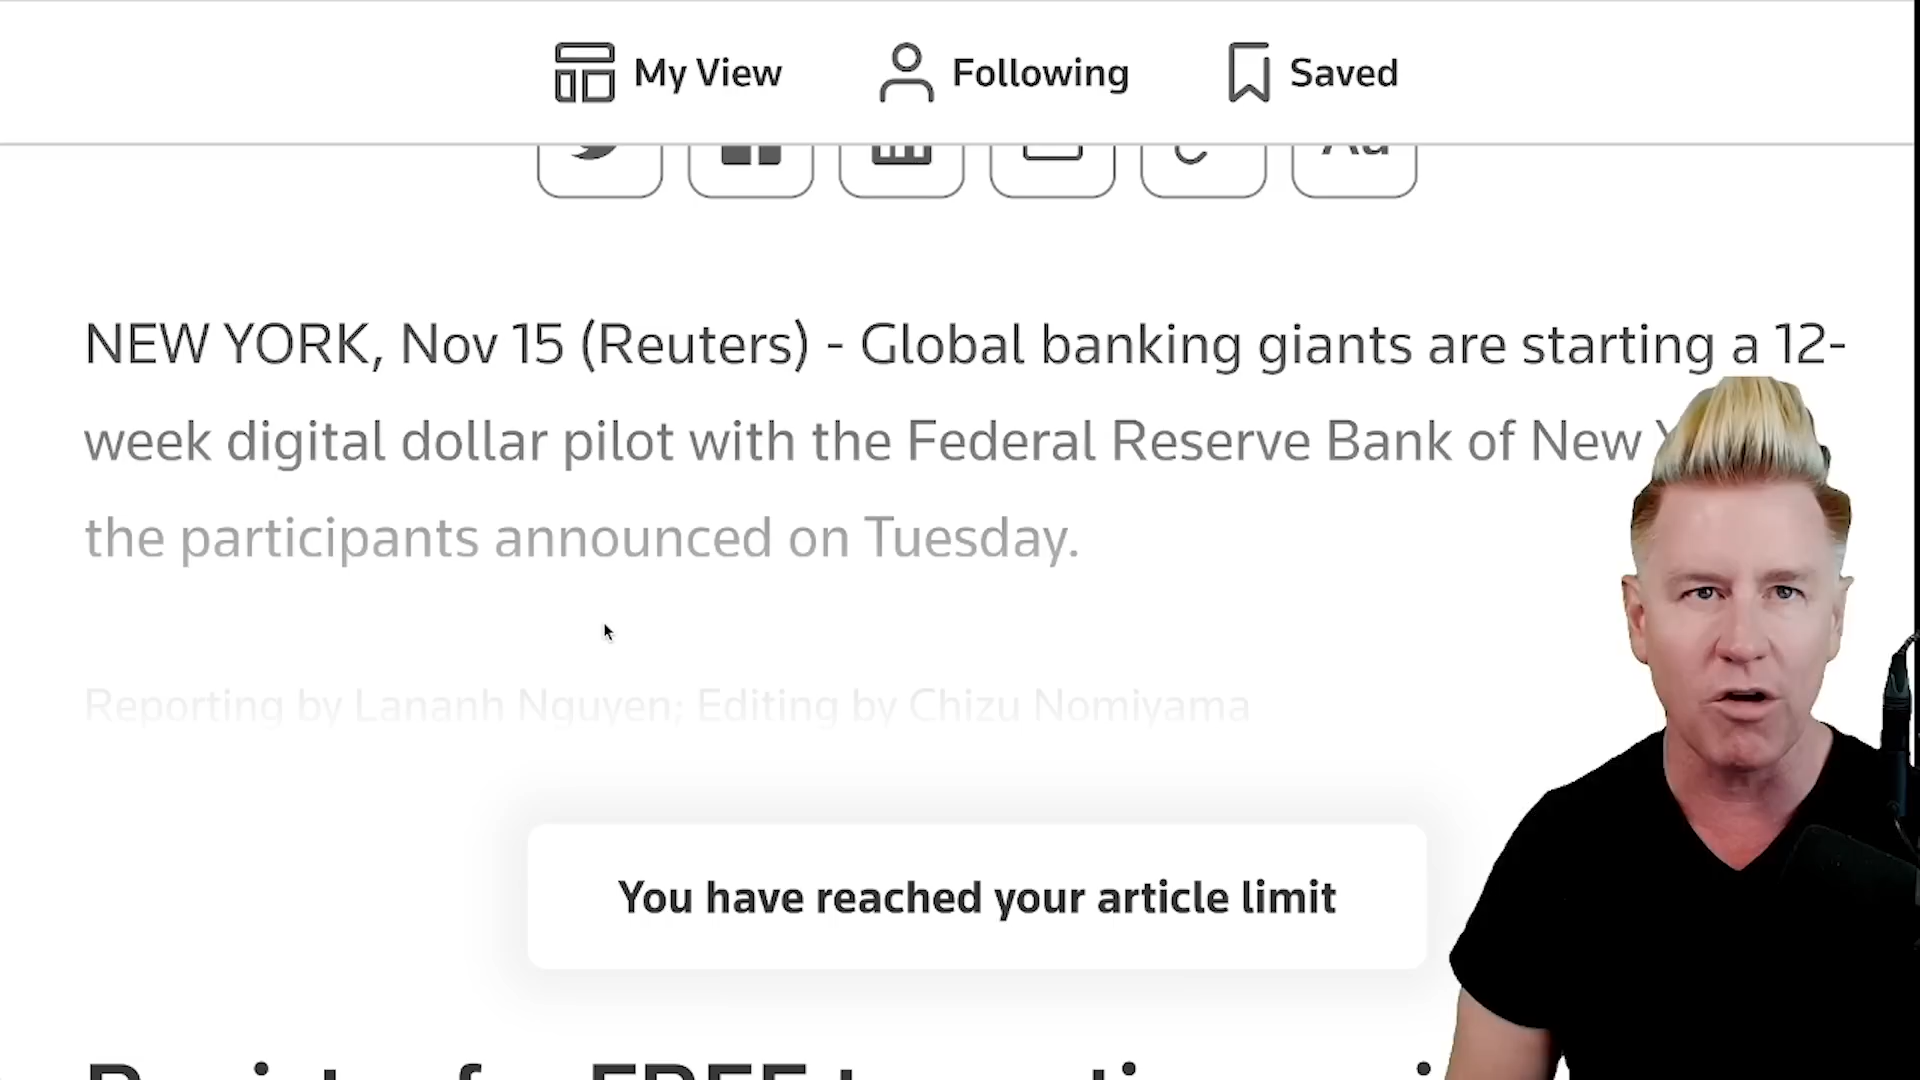 My View
Following
Saved
Aa
NEW YORK, Nov 15 (Reuters) - Global banking giants are starting a 12-
week digital dollar pilot with the Federal Reserve Bank of New
the participants announced on Tuesday.
Reporting by Lananh Nguyen; Editing by Chizu Nomiyama
You have reached your article limit